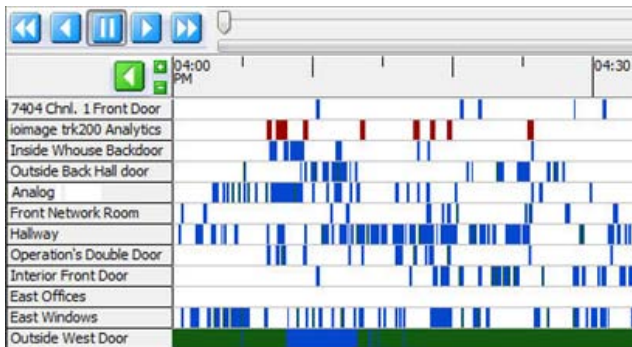 04:00
PM
04:30
7404 Chnl. 1 Front Door
ioimage trk200 Analytics
Inside Whouse Backdoor
Outside Back Hall door
Analog
Front Network Room
Hallway
Operation's Double Door
Interior Front Door
East Offices
East Windows
Outside West Door